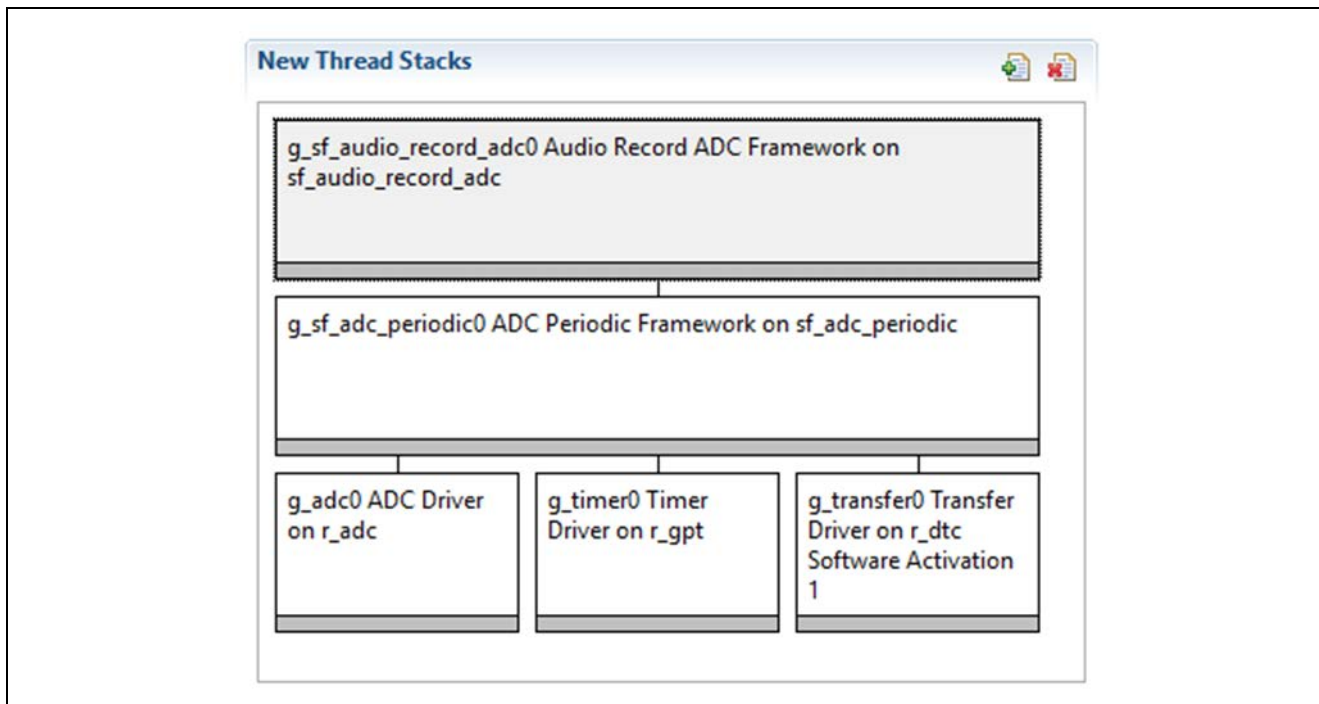 New Thread Stacks
g_sf_audio_record_adc0 Audio Record ADC Framework on
sf_audio_record_adc
g_sf_adc_periodic0 ADC Periodic Framework on sf_adc_periodic
g_adc0 ADC Driver
on r_adc
g_timer0 Timer
Driver on r_gpt
g_transfer0 Transfer
Driver on r_dtc
Software Activation
1